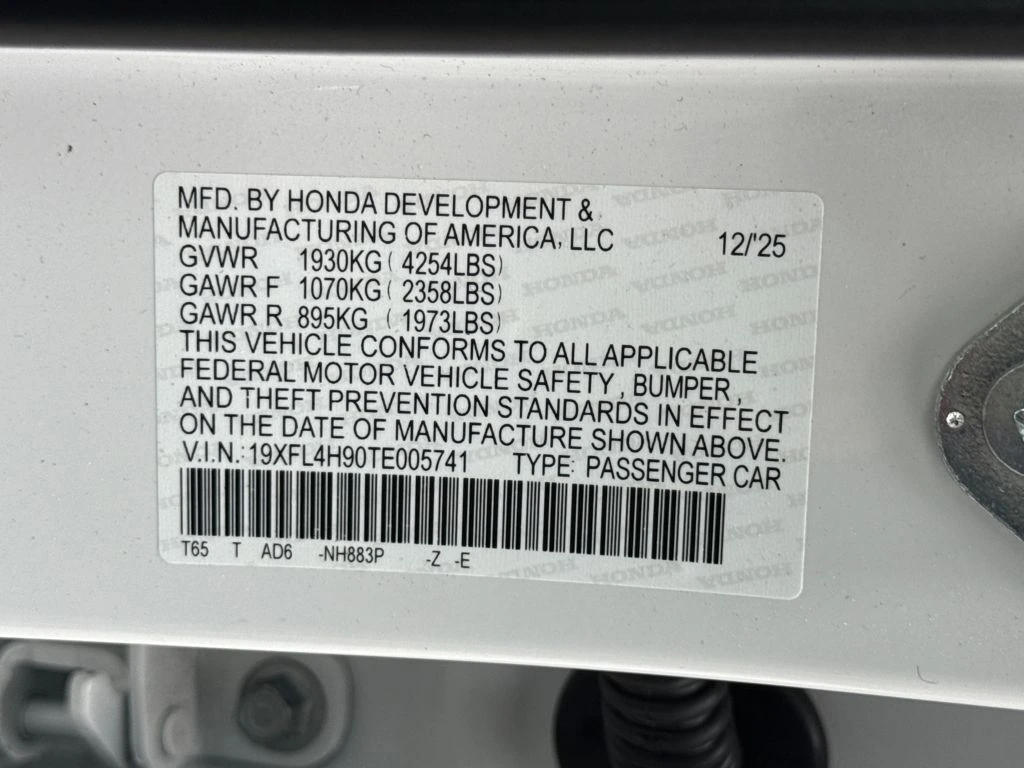 MFD. BY HONDA DEVELOPMENT &
MANUFACTURING OF AMERICA, LLC 12/'25
GVWR 1930KG ( 4254LBS)
GAWR F 1070KG ( 2358LBS)
GAWR R 895KG ( 1973LBS)
THIS VEHICLE CONFORMS TO ALL APPLICABLE
FEDERAL MOTOR VEHICLE SAFETY , BUMPER ,
AND THEFT PREVENTION STANDARDS IN EFFECT
ON THE DATE OF MANUFACTURE SHOWN ABOVE.
V.I.N.: 19XFL4H90TE005741 TYPE: PASSENGER CAR
T65 T AD6 -NH883P -Z -E